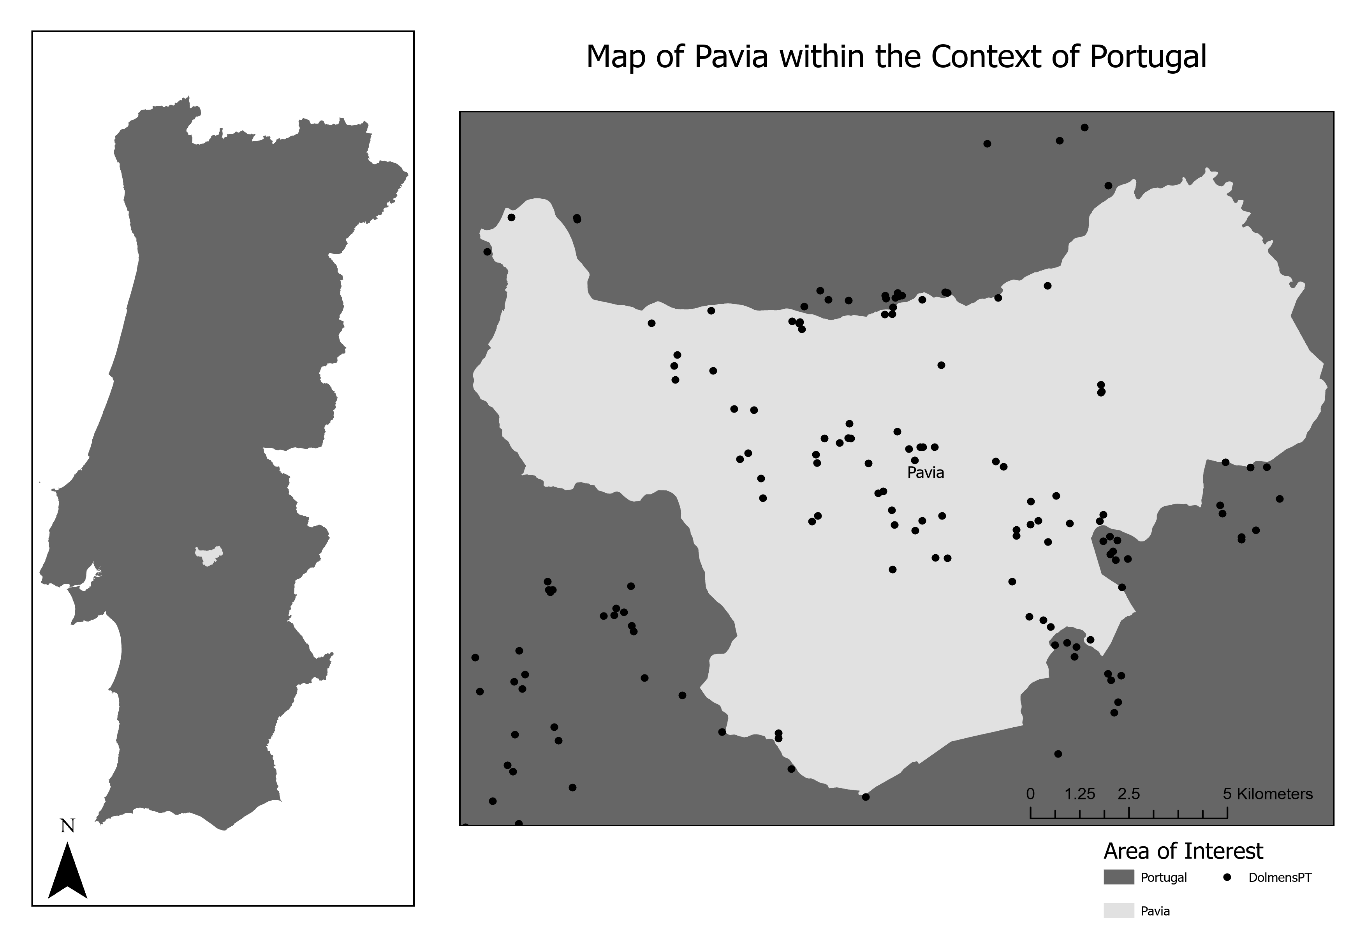 Map of Pavia within the Context of Portugal
Pavia
0 1.25 2.5 5 Kilometers
N
Area of Interest
Portugal DolmensPT
Pavia